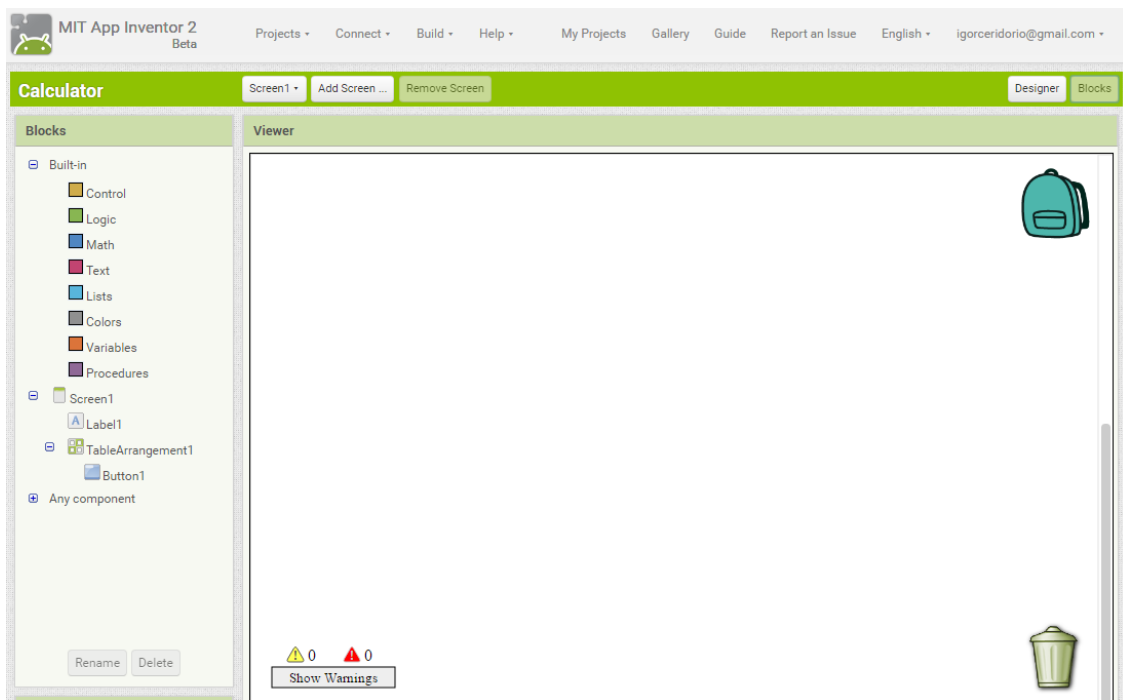 MIT App Inventor 2
Beta
Projects Connect Build Help My Projects Gallery Guide Report an Issue English igorceridorio@gmail.com
Calculator Screen1 Add Screen ... Remove Screen Designer Blocks
Blocks Viewer
Built-in
Control
Logic
Math
Text
Lists
Colors
Variables
Procedures
Screen1
A Label1
TableArrangement1
Button1
Any component
Rename Delete
0 0
Show Warnings